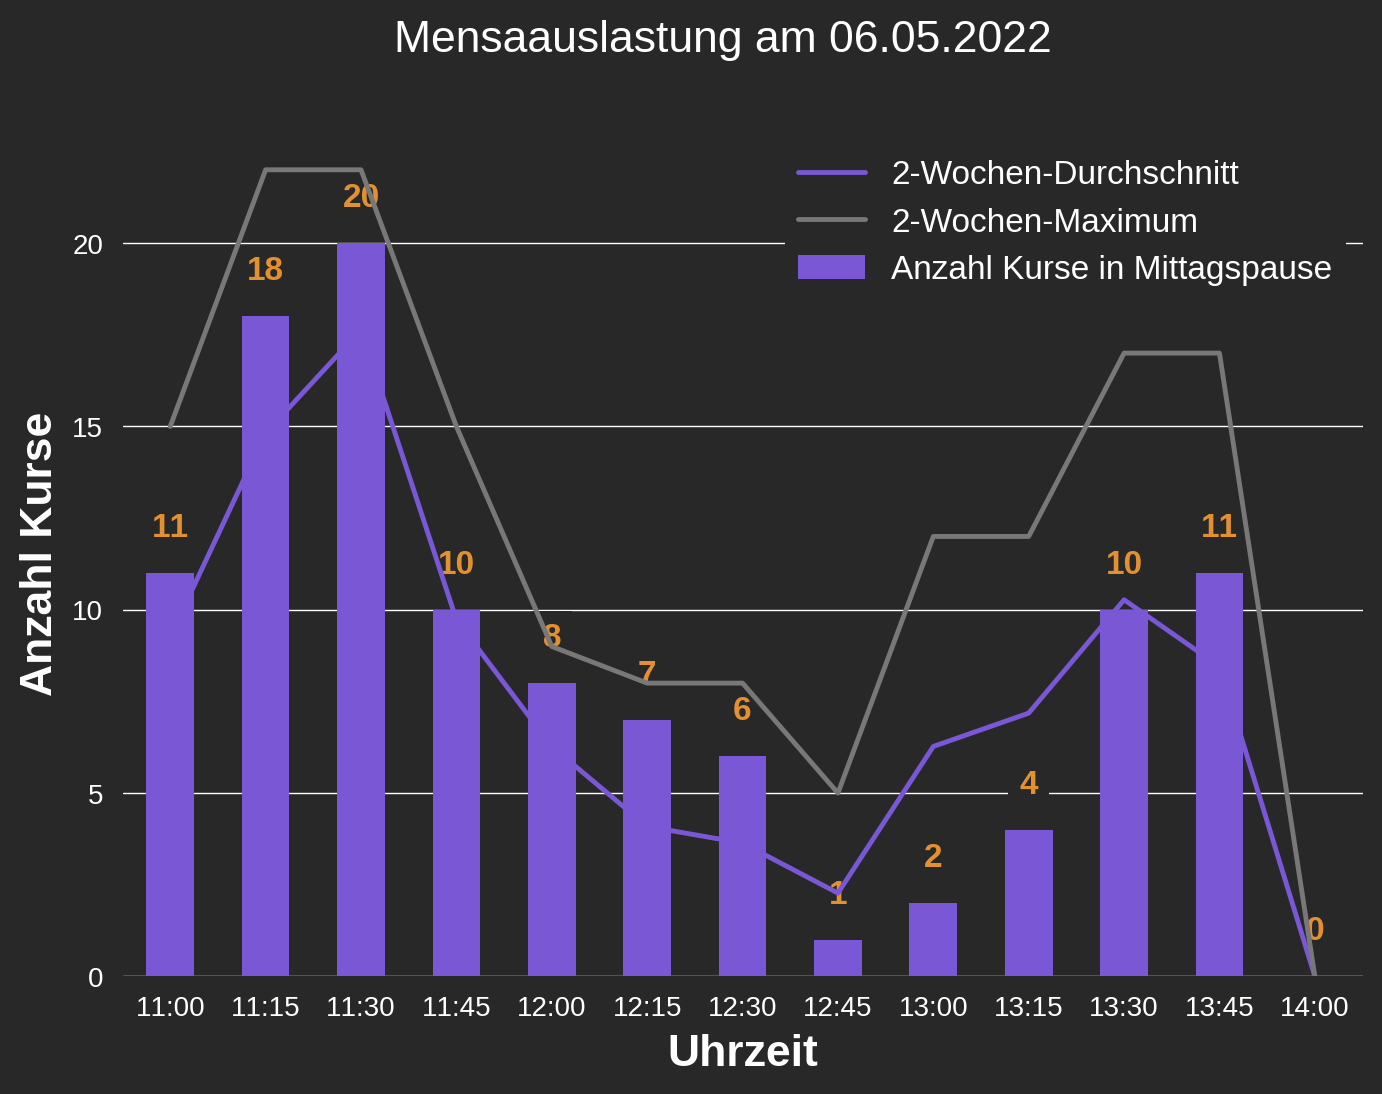 Mensaauslastung am 06.05.2022
2-Wochen-Durchschnitt
2-Wochen-Maximum
Anzahl Kurse in Mittagspause
Anzahl Kurse
20
15
10
5
0
11
18
20
10
8
7
6
1
2
4
10
11
0
11:00 11:15 11:30 11:45 12:00 12:15 12:30 12:45 13:00 13:15 13:30 13:45 14:00
Uhrzeit